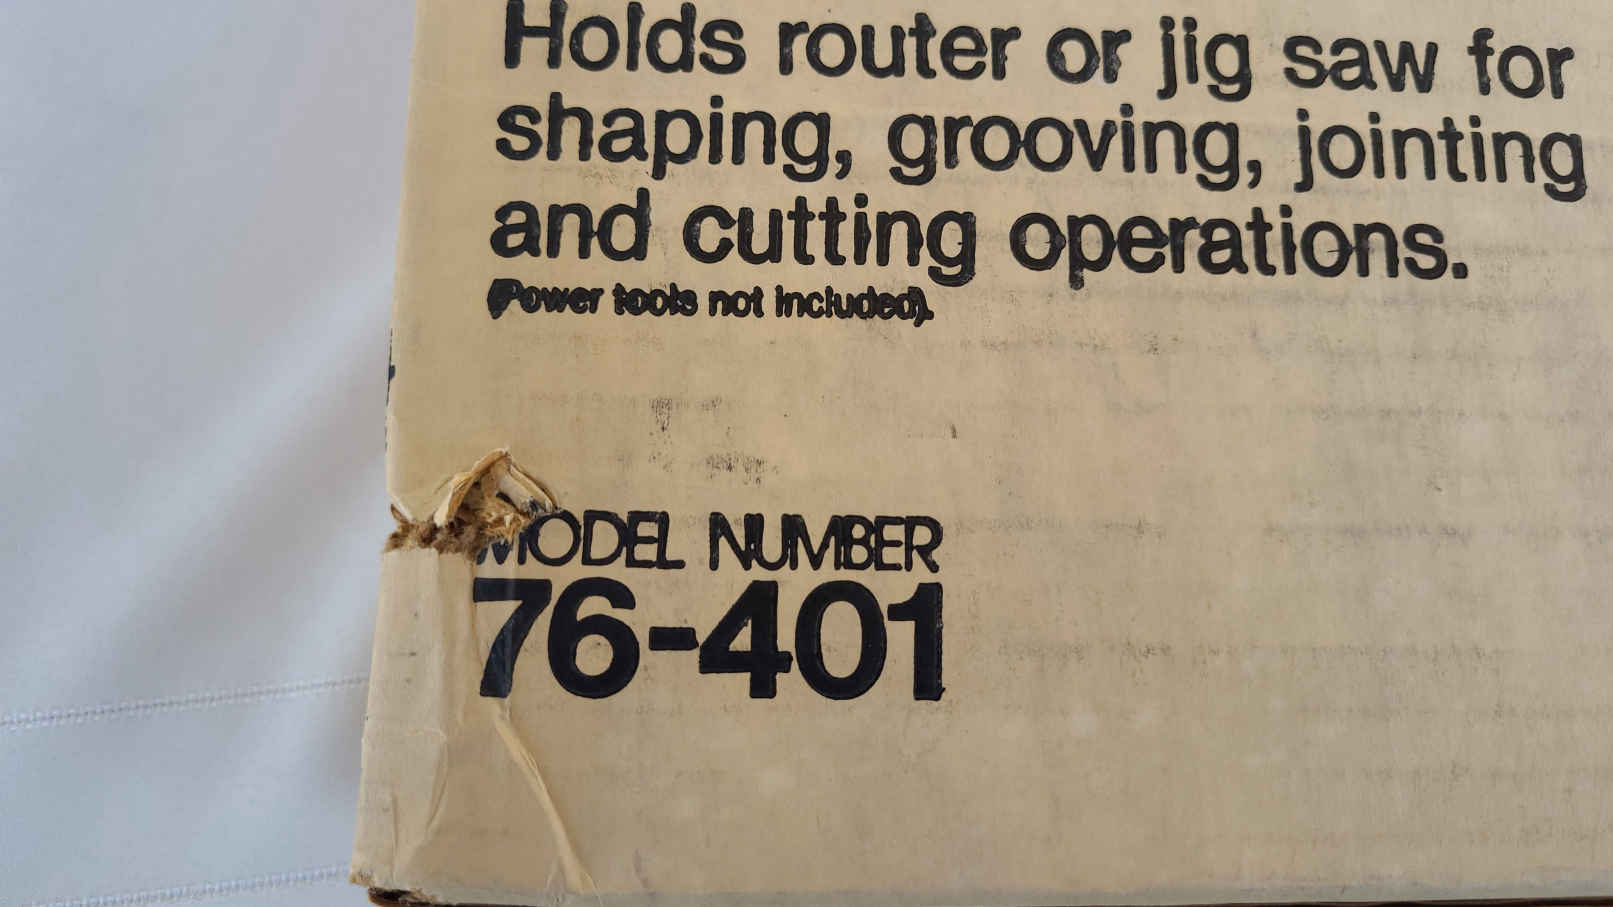 Holds router or jig saw for
shaping, grooving, jointing
and cutting operations.
(Power tools not included).
MODEL NUMBER
76-401